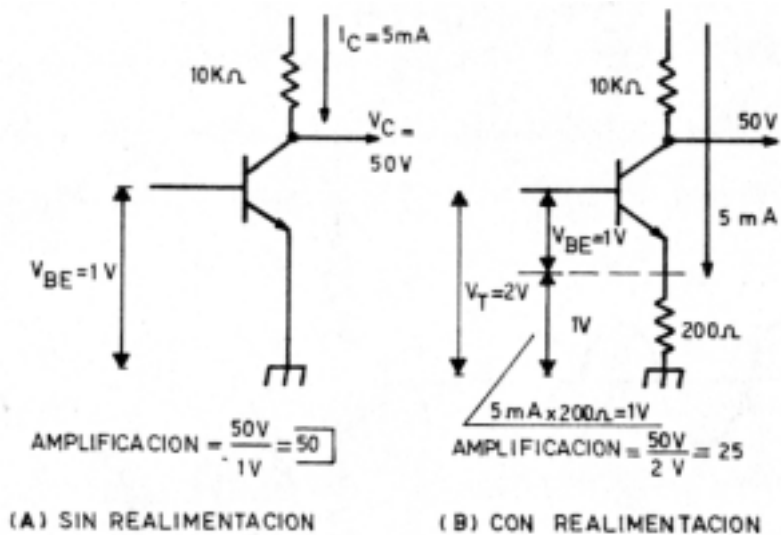 I_C = 5mA
10KΩ
V_C =
50V
V_BE = 1V
AMPLIFICACION = 50V / 1V = 50
(A) SIN REALIMENTACION
10KΩ
50V
5 mA
V_BE = 1V
V_T = 2V
1V
200Ω
5 mA x 200Ω = 1V
AMPLIFICACION = 50V / 2 V = 25
(B) CON REALIMENTACION